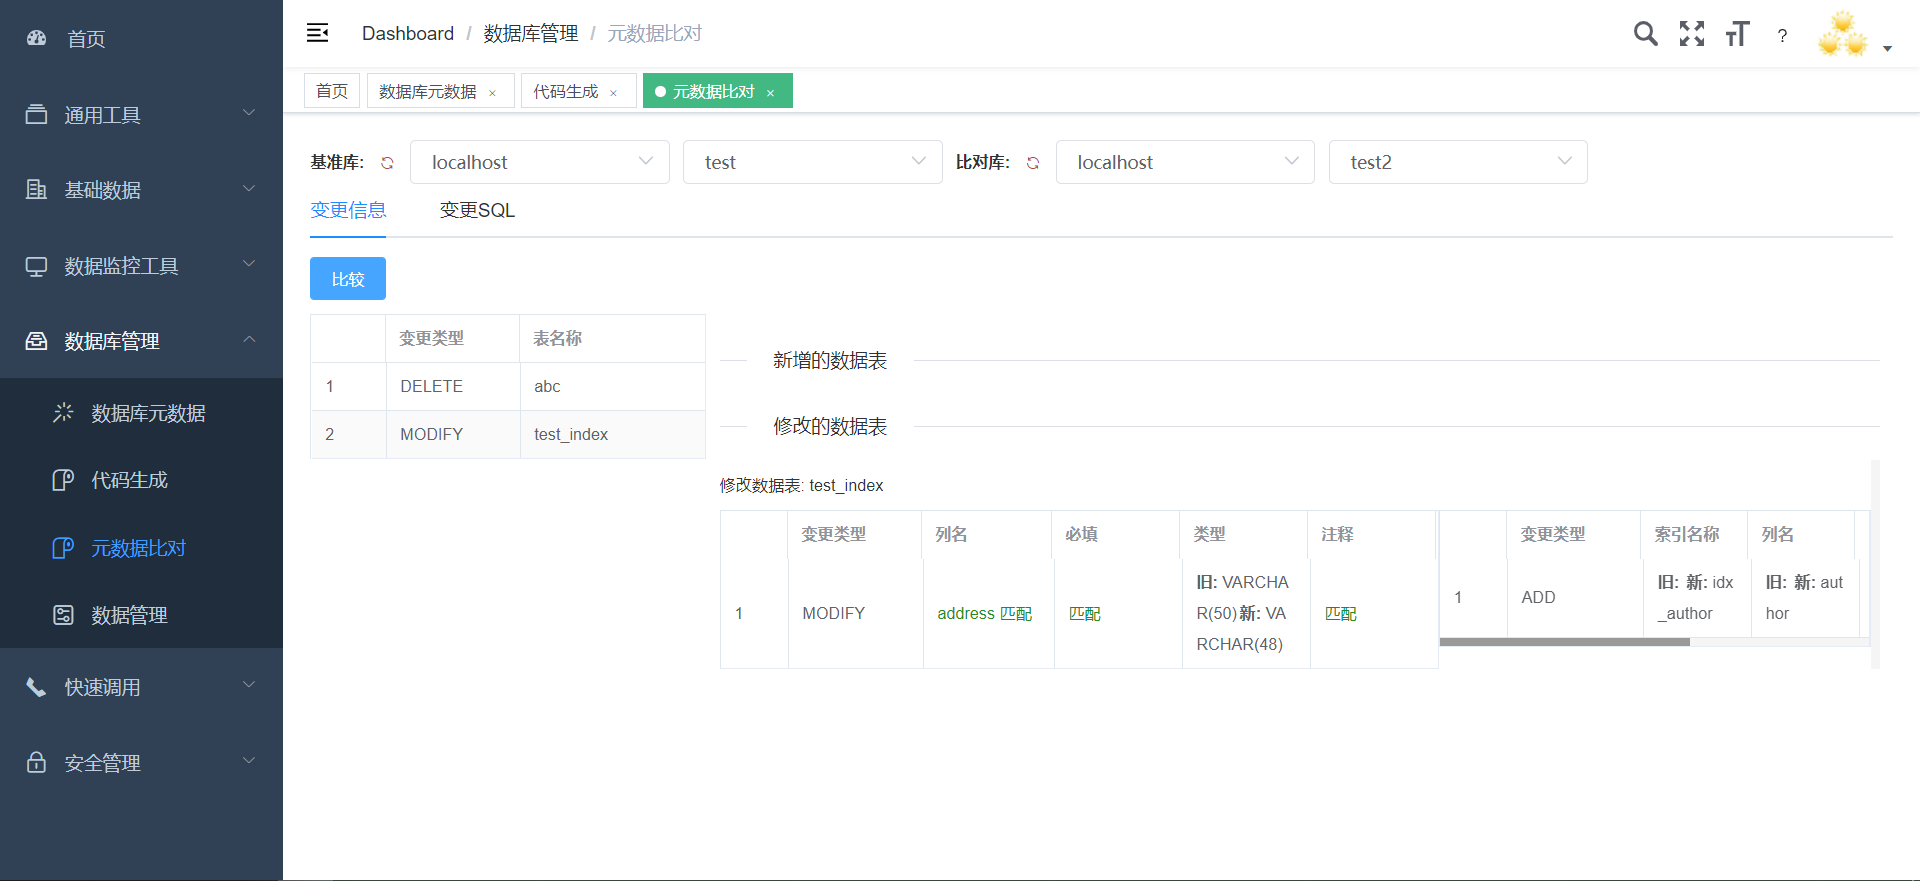 首页
通用工具
基础数据
数据监控工具
数据库管理
数据库元数据
代码生成
元数据比对
数据管理
快速调用
安全管理
Dashboard / 数据库管理 / 元数据比对
?
首页 数据库元数据 × 代码生成 × 元数据比对 ×
基准库: localhost test 比对库: localhost test2
变更信息 变更SQL
比较
变更类型 表名称
1 DELETE abc
2 MODIFY test_index
新增的数据表
修改的数据表
修改数据表: test_index
变更类型 列名 必填 类型 注释
1 MODIFY address 匹配 匹配 旧: VARCHA
R(50) 新: VA
RCHAR(48) 匹配
变更类型 索引名称 列名
1 ADD 旧: 新: idx
_author 旧: 新: aut
hor